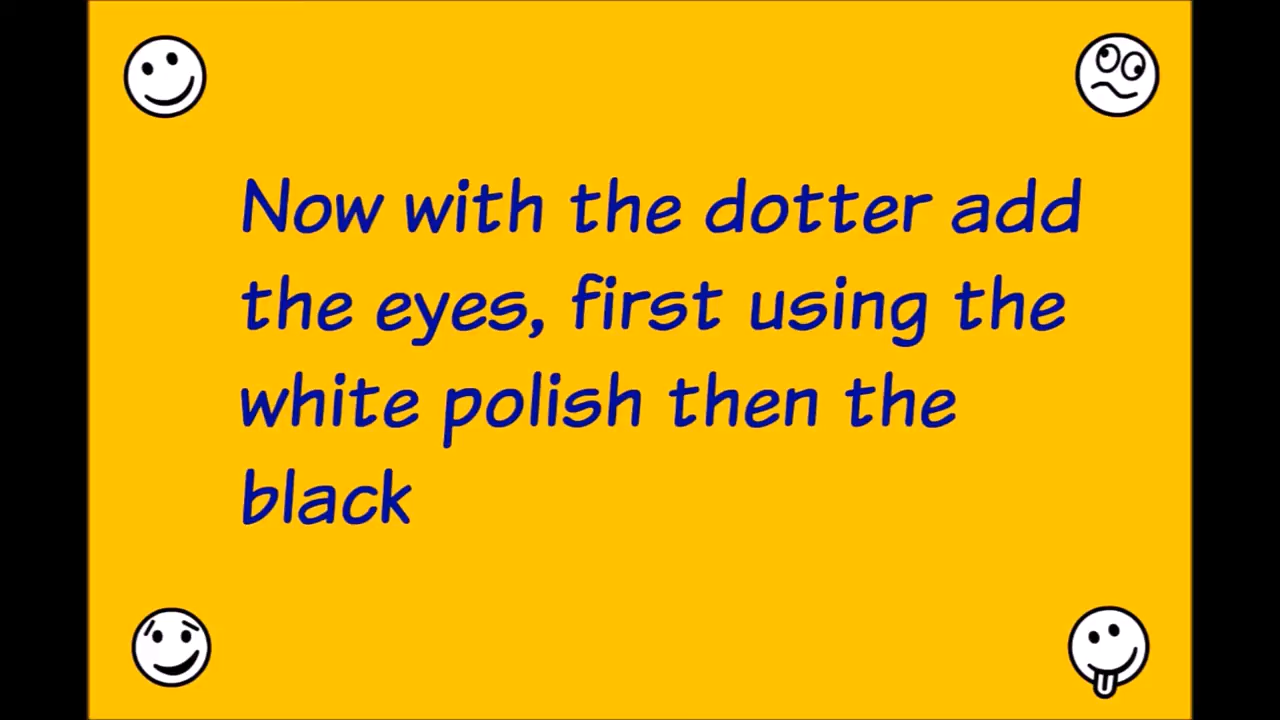 Now with the dotter add
the eyes, first using the
white polish then the
black